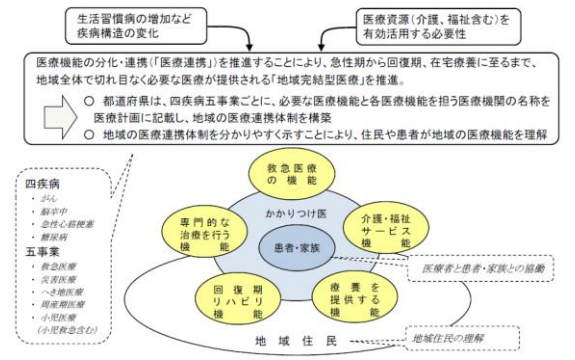 生活習慣病の増加など
疾病構造の変化
医療資源(介護、福祉含む)を
有効活用する必要性
医療機能の分化・連携(「医療連携」)を推進することにより、急性期から回復期、在宅療養に至るまで、
地域全体で切れ目なく必要な医療が提供される「地域完結型医療」を推進。
○ 都道府県は、四疾病五事業ごとに、必要な医療機能と各医療機能を担う医療機関の名称を
医療計画に記載し、地域の医療連携体制を構築
○ 地域の医療連携体制を分かりやすく示すことにより、住民や患者が地域の医療機能を理解
四疾病
・がん
・脳卒中
・急性心筋梗塞
・糖尿病
五事業
・救急医療
・災害医療
・へき地医療
・周産期医療
・小児医療
(小児救急含む)
救急医療
の機能
かかりつけ医
専門的な
治療を行う
機能
介護・福祉
サービス
機能
患者・家族
回復期
リハビリ
機能
療養を
提供する
機能
地域住民
医療者と患者・家族との協働
地域住民の理解